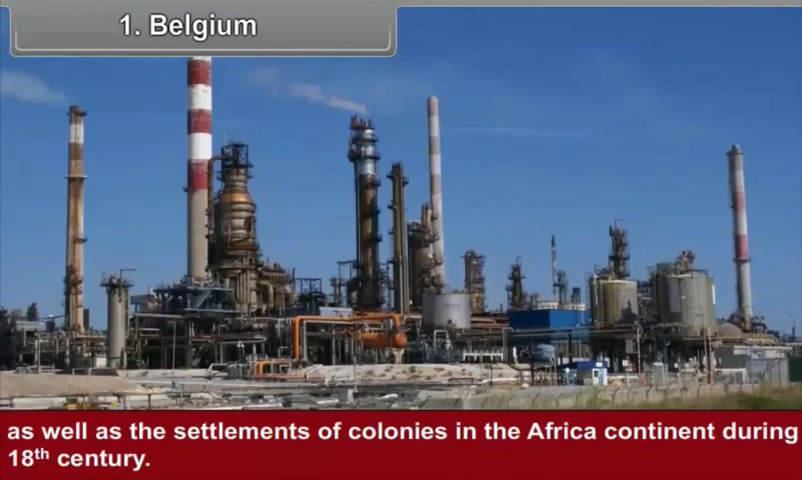 1. Belgium
as well as the settlements of colonies in the Africa continent during
18th century.